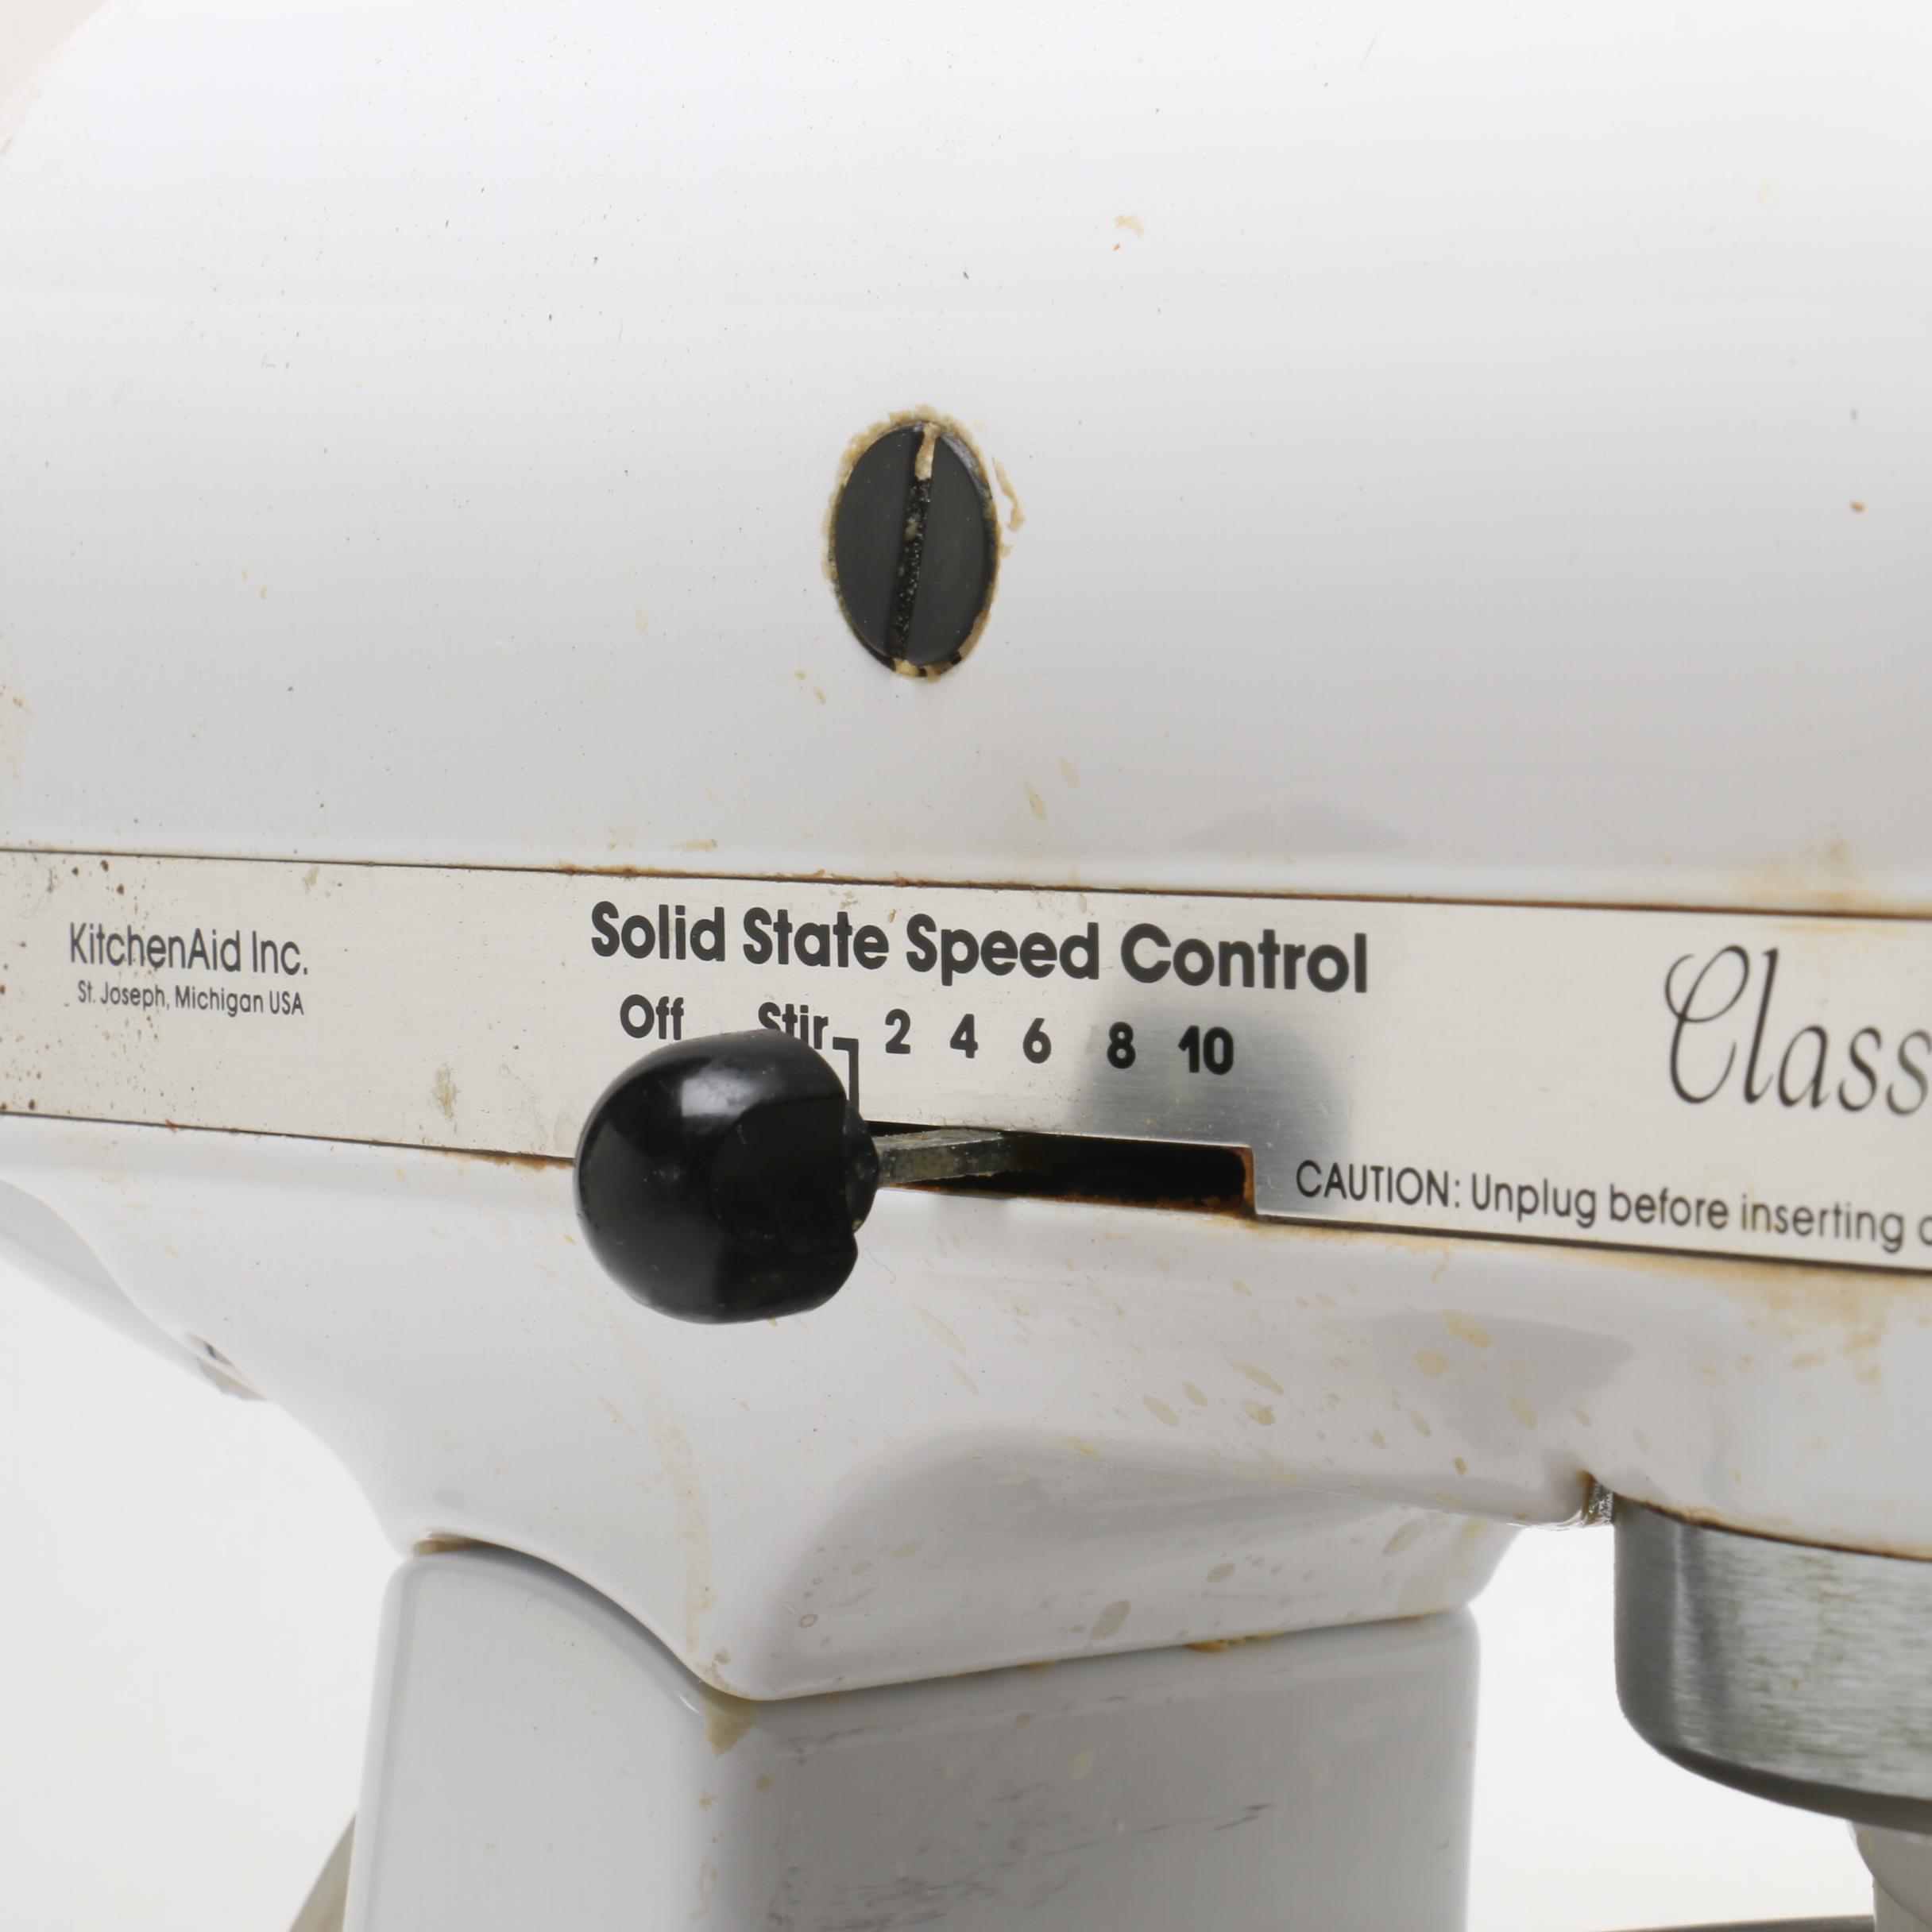 KitchenAid Inc.
St. Joseph, Michigan USA
Solid State Speed Control
Off Stir 2 4 6 8 10
Class
CAUTION: Unplug before inserting